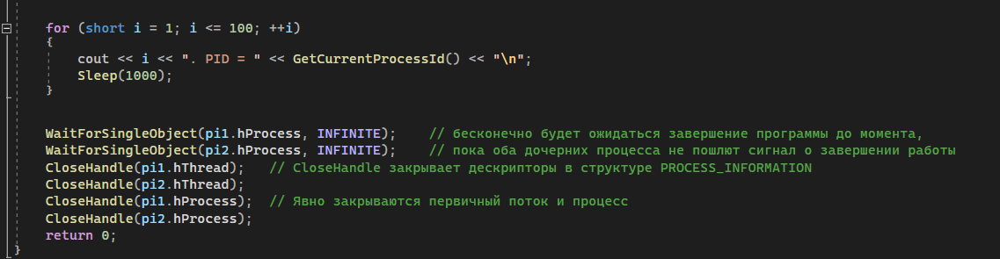 for (short i = 1; i <= 100; ++i)
{
    cout << i << ". PID = " << GetCurrentProcessId() << "\n";
    Sleep(1000);
}
WaitForSingleObject(pi1.hProcess, INFINITE);    // бесконечно будет ожидаться завершение программы до момента,
WaitForSingleObject(pi2.hProcess, INFINITE);    // пока оба дочерних процесса не пошлют сигнал о завершении работы
CloseHandle(pi1.hThread);   // CloseHandle закрывает дескрипторы в структуре PROCESS_INFORMATION
CloseHandle(pi2.hThread);
CloseHandle(pi1.hProcess);  // Явно закрываются первичный поток и процесс
CloseHandle(pi2.hProcess);
return 0;
}